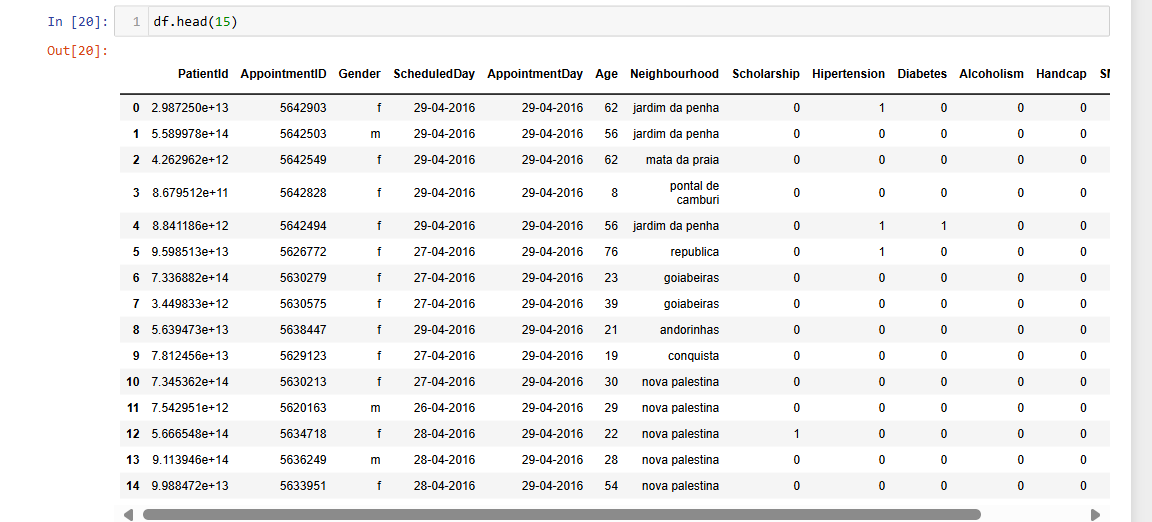 In [20]: 1 df.head(15)
Out[20]:
PatientId AppointmentID Gender ScheduledDay AppointmentDay Age Neighbourhood Scholarship Hipertension Diabetes Alcoholism Handcap
0 2.987250e+13 5642903 f 29-04-2016 29-04-2016 62 jardim da penha 0 1 0 0 0
1 5.589978e+14 5642503 m 29-04-2016 29-04-2016 56 jardim da penha 0 0 0 0 0
2 4.262962e+12 5642549 f 29-04-2016 29-04-2016 62 mata da praia 0 0 0 0 0
3 8.679512e+11 5642828 f 29-04-2016 29-04-2016 8 pontal de camburi 0 0 0 0 0
4 8.841186e+12 5642494 f 29-04-2016 29-04-2016 56 jardim da penha 0 1 1 0 0
5 9.598513e+13 5626772 f 27-04-2016 29-04-2016 76 republica 0 1 0 0 0
6 7.336882e+14 5630279 f 27-04-2016 29-04-2016 23 goiabeiras 0 0 0 0 0
7 3.449833e+12 5630575 f 27-04-2016 29-04-2016 39 goiabeiras 0 0 0 0 0
8 5.639473e+13 5638447 f 29-04-2016 29-04-2016 21 andorinhas 0 0 0 0 0
9 7.812456e+13 5629123 f 27-04-2016 29-04-2016 19 conquista 0 0 0 0 0
10 7.345362e+14 5630213 f 27-04-2016 29-04-2016 30 nova palestina 0 0 0 0 0
11 7.542951e+12 5620163 m 26-04-2016 29-04-2016 29 nova palestina 0 0 0 0 0
12 5.666548e+14 5634718 f 28-04-2016 29-04-2016 22 nova palestina 1 0 0 0 0
13 9.113946e+14 5636249 m 28-04-2016 29-04-2016 28 nova palestina 0 0 0 0 0
14 9.988472e+13 5633951 f 28-04-2016 29-04-2016 54 nova palestina 0 0 0 0 0